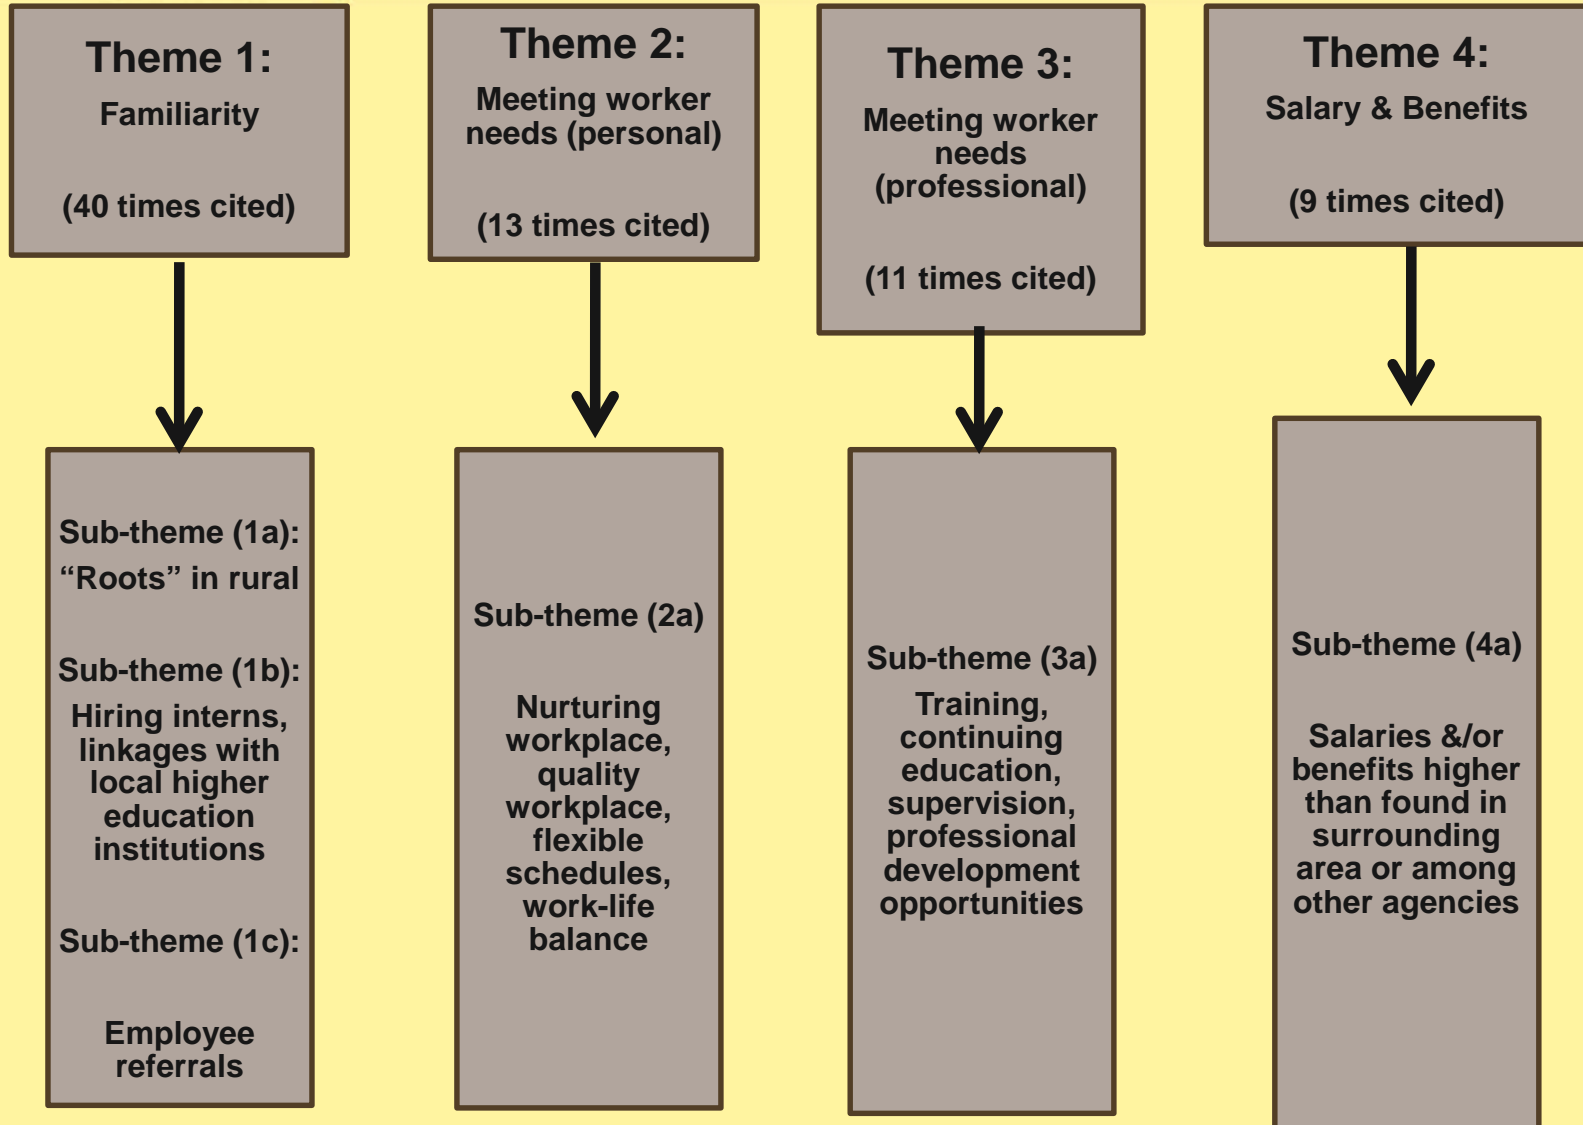 Theme 1:
Familiarity
(40 times cited)
Sub-theme (1a):
“Roots” in rural
Sub-theme (1b):
Hiring interns,
linkages with
local higher
education
institutions
Sub-theme (1c):
Employee
referrals
Theme 2:
Meeting worker
needs (personal)
(13 times cited)
Sub-theme (2a)
Nurturing
workplace,
quality
workplace,
flexible
schedules,
work-life
balance
Theme 3:
Meeting worker
needs
(professional)
(11 times cited)
Sub-theme (3a)
Training,
continuing
education,
supervision,
professional
development
opportunities
Theme 4:
Salary & Benefits
(9 times cited)
Sub-theme (4a)
Salaries &/or
benefits higher
than found in
surrounding
area or among
other agencies